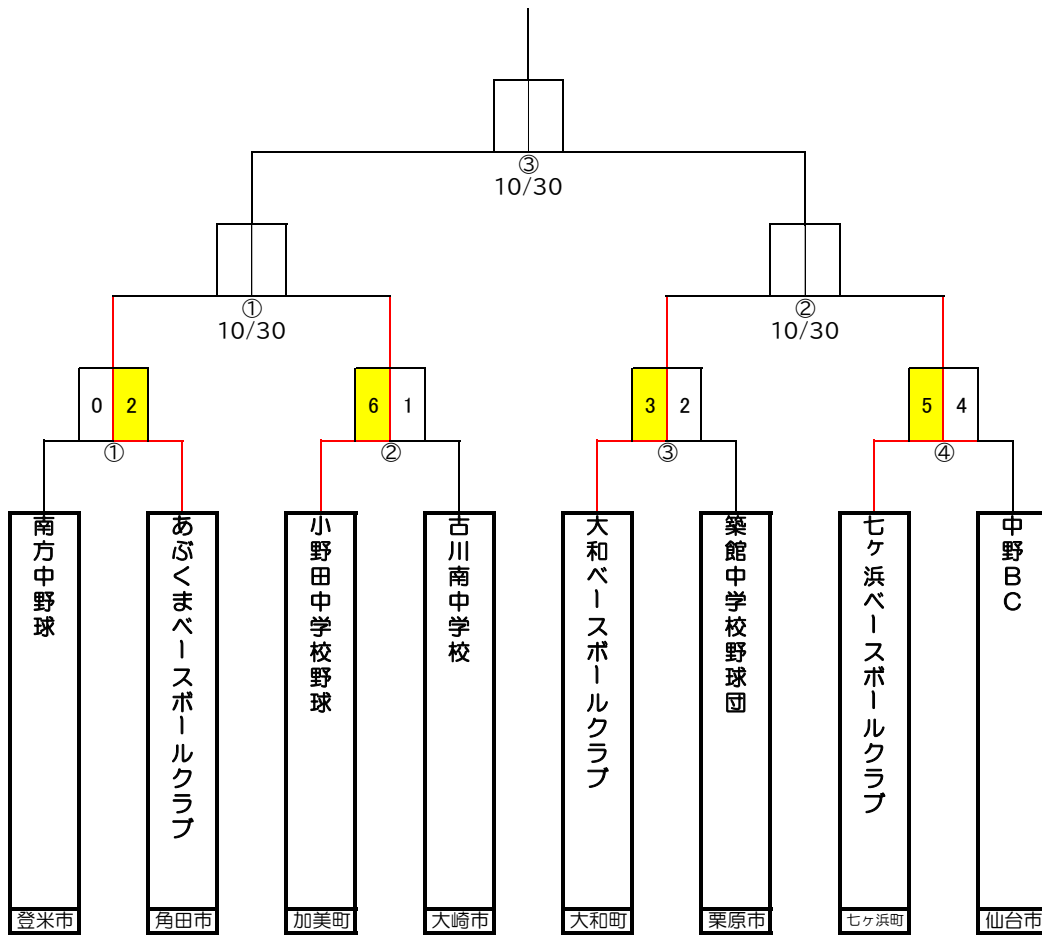 ③
10/30
①
10/30
②
10/30
0 2
6 1
3 2
5 4
①
②
③
④
南方中野球
あぶくまベースボールクラブ
小野田中学校野球
古川南中学校
大和ベースボールクラブ
築館中学校野球団
七ヶ浜ベースボールクラブ
中野BC
登米市
角田市
加美町
大崎市
大和町
栗原市
七ヶ浜町
仙台市